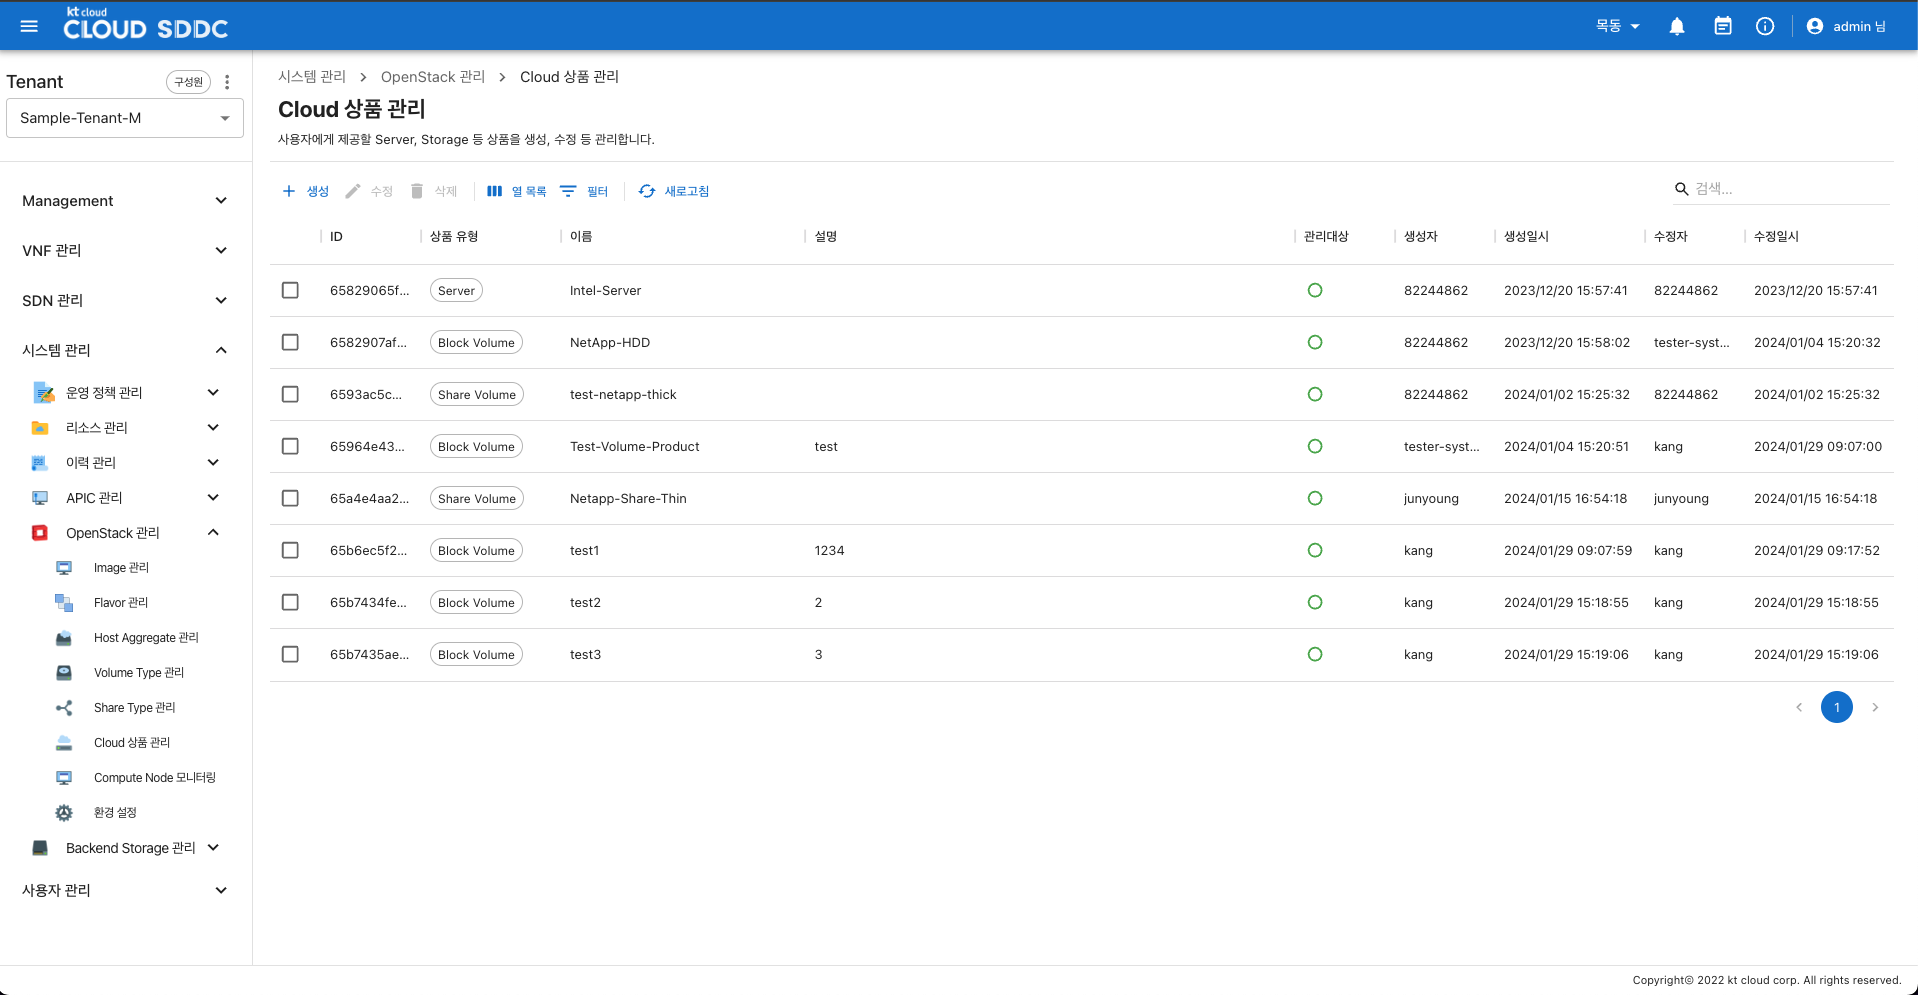 kt cloud
CLOUD SDDC
목동
admin 님
Tenant
구성원
Sample-Tenant-M
Management
VNF 관리
SDN 관리
시스템 관리
운영 정책 관리
리소스 관리
이력 관리
APIC 관리
OpenStack 관리
Image 관리
Flavor 관리
Host Aggregate 관리
Volume Type 관리
Share Type 관리
Cloud 상품 관리
Compute Node 모니터링
환경 설정
Backend Storage 관리
사용자 관리
시스템 관리 > OpenStack 관리 > Cloud 상품 관리
Cloud 상품 관리
사용자에게 제공할 Server, Storage 등 상품을 생성, 수정 등 관리합니다.
생성 수정 삭제 열 목록 필터 새로고침
검색...
ID 상품 유형 이름 설명 관리대상 생성자 생성일시 수정자 수정일시
65829065f... Server Intel-Server 82244862 2023/12/20 15:57:41 82244862 2023/12/20 15:57:41
6582907af... Block Volume NetApp-HDD 82244862 2023/12/20 15:58:02 tester-syst... 2024/01/04 15:20:32
6593ac5c... Share Volume test-netapp-thick 82244862 2024/01/02 15:25:32 82244862 2024/01/02 15:25:32
65964e43... Block Volume Test-Volume-Product test tester-syst... 2024/01/04 15:20:51 kang 2024/01/29 09:07:00
65a4e4aa2... Share Volume Netapp-Share-Thin junyoung 2024/01/15 16:54:18 junyoung 2024/01/15 16:54:18
65b6ec5f2... Block Volume test1 1234 kang 2024/01/29 09:07:59 kang 2024/01/29 09:17:52
65b7434fe... Block Volume test2 2 kang 2024/01/29 15:18:55 kang 2024/01/29 15:18:55
65b7435ae... Block Volume test3 3 kang 2024/01/29 15:19:06 kang 2024/01/29 15:19:06
1
Copyright© 2022 kt cloud corp. All rights reserved.